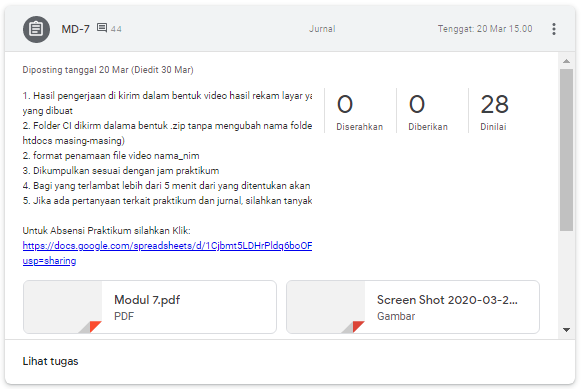 MD-7 44 Jurnal Tenggat: 20 Mar 15.00
Diposting tanggal 20 Mar (Diedit 30 Mar)
1. Hasil pengerjaan di kirim dalam bentuk video hasil rekam layar ya
yang dibuat
2. Folder CI dikirm dalama bentuk .zip tanpa mengubah nama folde
htdocs masing-masing)
2. format penamaan file video nama_nim
3. Dikumpulkan sesuai dengan jam praktikum
4. Bagi yang terlambat lebih dari 5 menit dari yang ditentukan akan
5. Jika ada pertanyaan terkait praktikum dan jurnal, silahkan tanyak
0
Diserahkan
0
Diberikan
28
Dinilai
Untuk Absensi Praktikum silahkan Klik:
https://docs.google.com/spreadsheets/d/1Cjbmt5LDHrPldq6boOF
usp=sharing
Modul 7.pdf
PDF
Screen Shot 2020-03-2...
Gambar
Lihat tugas